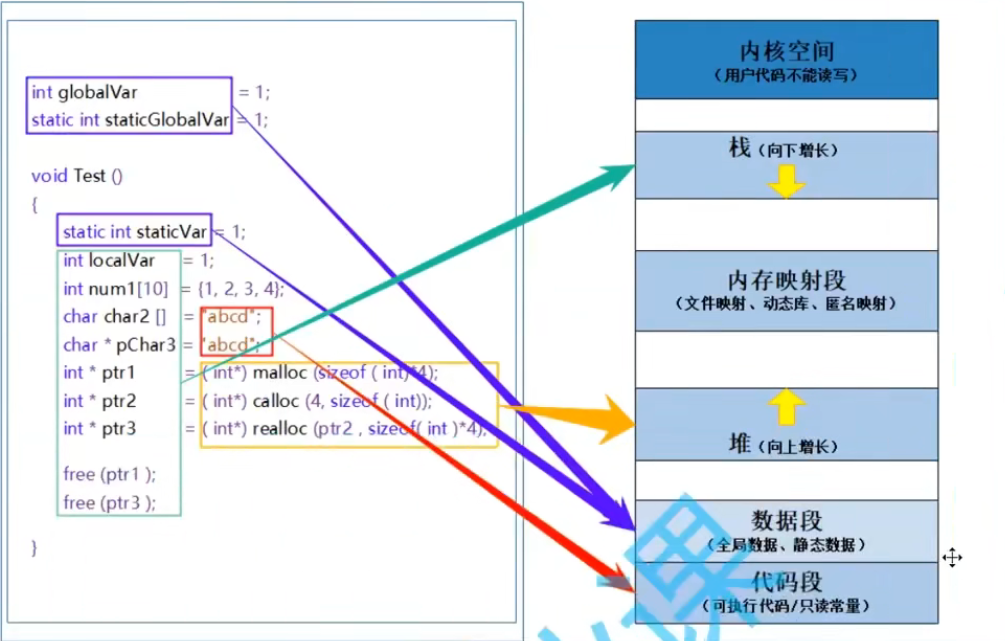 int globalVar = 1;
static int staticGlobalVar = 1;
void Test ()
{
static int staticVar = 1;
int localVar = 1;
int num1[10] = {1, 2, 3, 4};
char char2 [] = "abcd";
char * pChar3 = "abcd";
int * ptr1 = ( int*) malloc (sizeof ( int)*4);
int * ptr2 = ( int*) calloc (4, sizeof ( int));
int * ptr3 = ( int*) realloc (ptr2 , sizeof( int )*4);
free (ptr1 );
free (ptr3 );
}
内核空间
(用户代码不能读写)
栈(向下增长)
内存映射段
(文件映射、动态库、匿名映射)
堆(向上增长)
数据段
(全局数据、静态数据)
代码段
(可执行代码/只读常量)